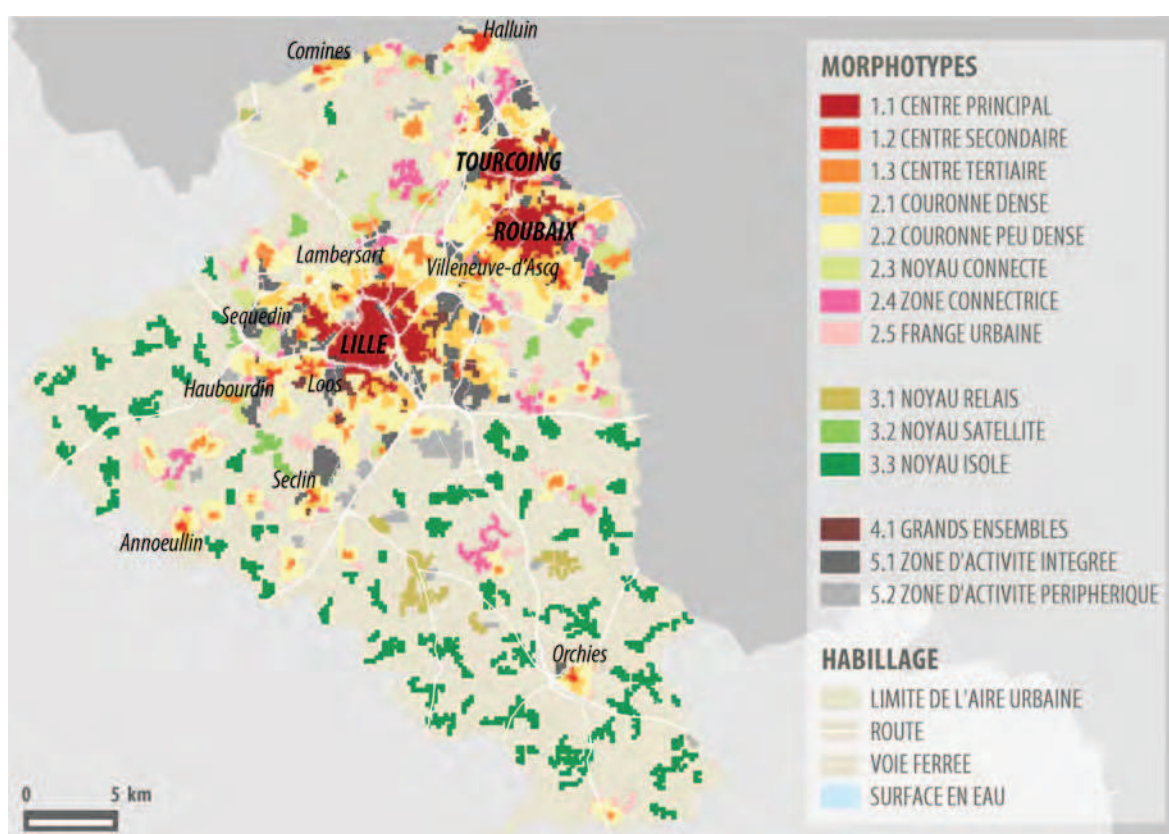 Halluin
Comines
TOURCOING
ROUBAIX
Lambersart
Villeneuve-d'Ascq
Sequedin
LILLE
Haubourdin
Loos
Seclin
Annoeullin
Orchies
0 5 km
MORPHOTYPES
1.1 CENTRE PRINCIPAL
1.2 CENTRE SECONDAIRE
1.3 CENTRE TERTIAIRE
2.1 COURONNE DENSE
2.2 COURONNE PEU DENSE
2.3 NOYAU CONNECTE
2.4 ZONE CONNECTRICE
2.5 FRANGE URBAINE
3.1 NOYAU RELAIS
3.2 NOYAU SATELLITE
3.3 NOYAU ISOLE
4.1 GRANDS ENSEMBLES
5.1 ZONE D'ACTIVITE INTEGREE
5.2 ZONE D'ACTIVITE PERIPHERIQUE
HABILLAGE
LIMITE DE L'AIRE URBAINE
ROUTE
VOIE FERREE
SURFACE EN EAU